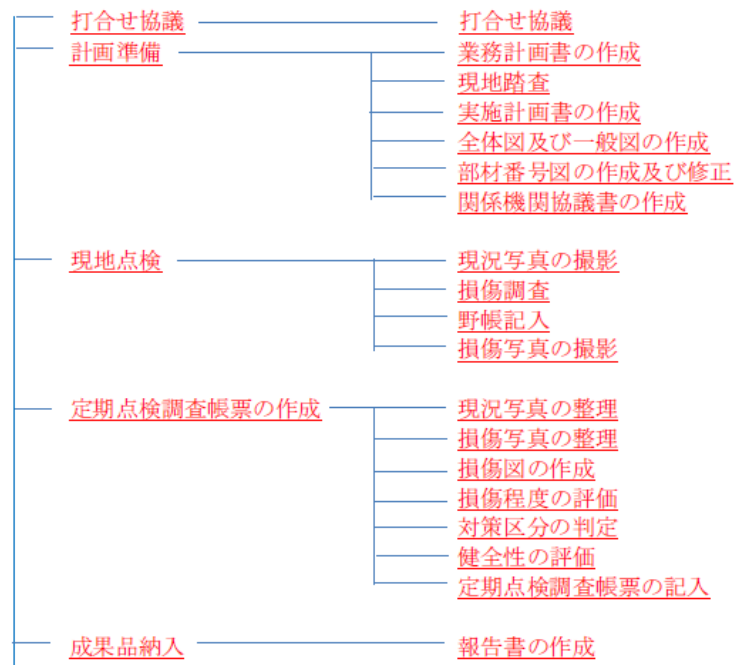 打合せ協議 打合せ協議
計画準備 業務計画書の作成
現地踏査
実施計画書の作成
全体図及び一般図の作成
部材番号図の作成及び修正
関係機関協議書の作成
現地点検 現況写真の撮影
損傷調査
野帳記入
損傷写真の撮影
定期点検調査帳票の作成 現況写真の整理
損傷写真の整理
損傷図の作成
損傷程度の評価
対策区分の判定
健全性の評価
定期点検調査帳票の記入
成果品納入 報告書の作成